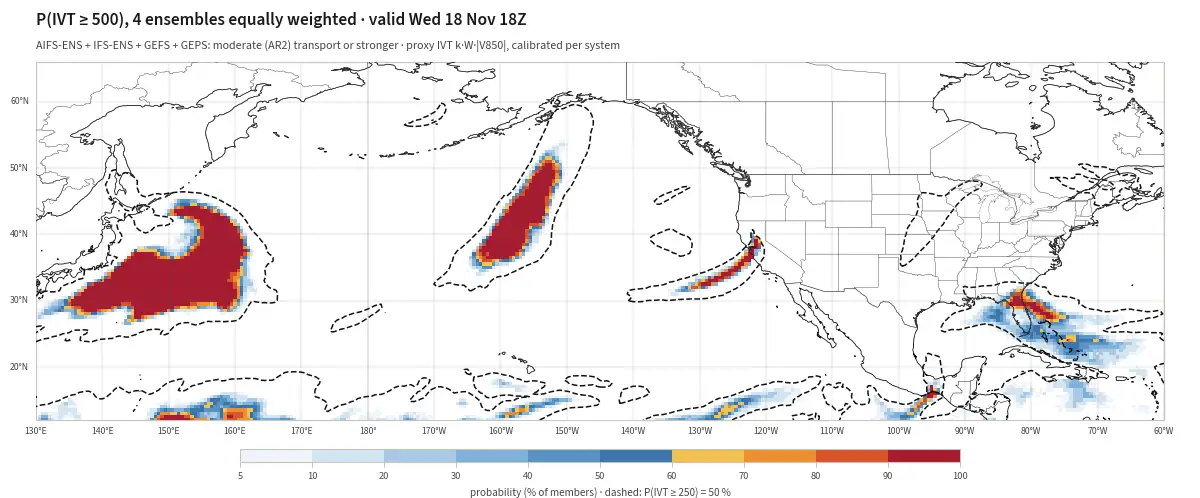 P(IVT ≥ 500), 4 ensembles equally weighted · valid Wed 18 Nov 18Z
AIFS-ENS + IFS-ENS + GEFS + GEPS: moderate (AR2) transport or stronger · proxy IVT k·W·|V850|, calibrated per system
60°N
50°N
40°N
30°N
20°N
130°E 140°E 150°E 160°E 170°E 180° 170°W 160°W 150°W 140°W 130°W 120°W 110°W 100°W 90°W 80°W 70°W 60°W
5 10 20 30 40 50 60 70 80 90 100
probability (% of members) · dashed: P(IVT ≥ 250) = 50 %